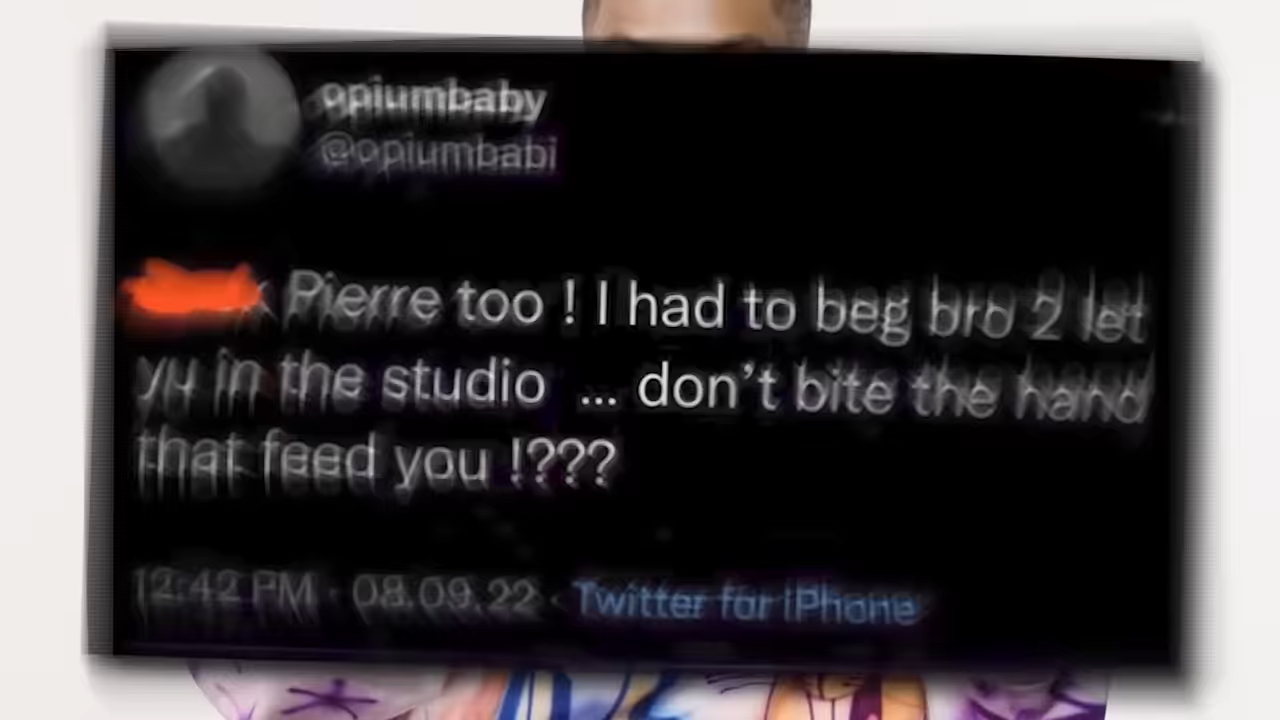 opiumbaby
@opiumbabi
Pierre too ! I had to beg bro 2 let
yu in the studio ... don't bite the hand
that feed you !???
12:42 PM · 08.09.22 · Twitter for iPhone